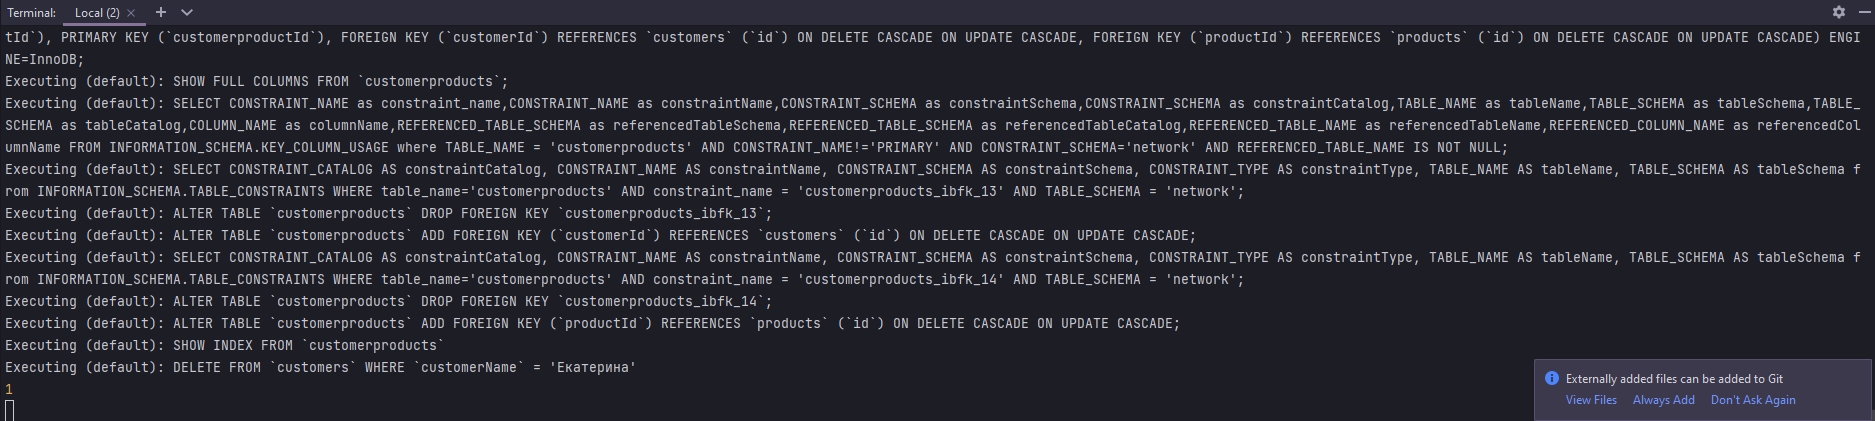 Terminal: Local (2)
tId`), PRIMARY KEY (`customerproductId`), FOREIGN KEY (`customerId`) REFERENCES `customers` (`id`) ON DELETE CASCADE ON UPDATE CASCADE, FOREIGN KEY (`productId`) REFERENCES `products` (`id`) ON DELETE CASCADE ON UPDATE CASCADE) ENGI
NE=InnoDB;
Executing (default): SHOW FULL COLUMNS FROM `customerproducts`;
Executing (default): SELECT CONSTRAINT_NAME as constraint_name,CONSTRAINT_NAME as constraintName,CONSTRAINT_SCHEMA as constraintSchema,CONSTRAINT_SCHEMA as constraintCatalog,TABLE_NAME as tableName,TABLE_SCHEMA as tableSchema,TABLE_
SCHEMA as tableCatalog,COLUMN_NAME as columnName,REFERENCED_TABLE_SCHEMA as referencedTableSchema,REFERENCED_TABLE_SCHEMA as referencedTableCatalog,REFERENCED_TABLE_NAME as referencedTableName,REFERENCED_COLUMN_NAME as referencedCol
umnName FROM INFORMATION_SCHEMA.KEY_COLUMN_USAGE where TABLE_NAME = 'customerproducts' AND CONSTRAINT_NAME!='PRIMARY' AND CONSTRAINT_SCHEMA='network' AND REFERENCED_TABLE_NAME IS NOT NULL;
Executing (default): SELECT CONSTRAINT_CATALOG AS constraintCatalog, CONSTRAINT_NAME AS constraintName, CONSTRAINT_SCHEMA AS constraintSchema, CONSTRAINT_TYPE AS constraintType, TABLE_NAME AS tableName, TABLE_SCHEMA AS tableSchema f
rom INFORMATION_SCHEMA.TABLE_CONSTRAINTS WHERE table_name='customerproducts' AND constraint_name = 'customerproducts_ibfk_13' AND TABLE_SCHEMA = 'network';
Executing (default): ALTER TABLE `customerproducts` DROP FOREIGN KEY `customerproducts_ibfk_13`;
Executing (default): ALTER TABLE `customerproducts` ADD FOREIGN KEY (`customerId`) REFERENCES `customers` (`id`) ON DELETE CASCADE ON UPDATE CASCADE;
Executing (default): SELECT CONSTRAINT_CATALOG AS constraintCatalog, CONSTRAINT_NAME AS constraintName, CONSTRAINT_SCHEMA AS constraintSchema, CONSTRAINT_TYPE AS constraintType, TABLE_NAME AS tableName, TABLE_SCHEMA AS tableSchema f
rom INFORMATION_SCHEMA.TABLE_CONSTRAINTS WHERE table_name='customerproducts' AND constraint_name = 'customerproducts_ibfk_14' AND TABLE_SCHEMA = 'network';
Executing (default): ALTER TABLE `customerproducts` DROP FOREIGN KEY `customerproducts_ibfk_14`;
Executing (default): ALTER TABLE `customerproducts` ADD FOREIGN KEY (`productId`) REFERENCES `products` (`id`) ON DELETE CASCADE ON UPDATE CASCADE;
Executing (default): SHOW INDEX FROM `customerproducts`
Executing (default): DELETE FROM `customers` WHERE `customerName` = 'Екатерина'
1
Externally added files can be added to Git
View Files Always Add Don't Ask Again